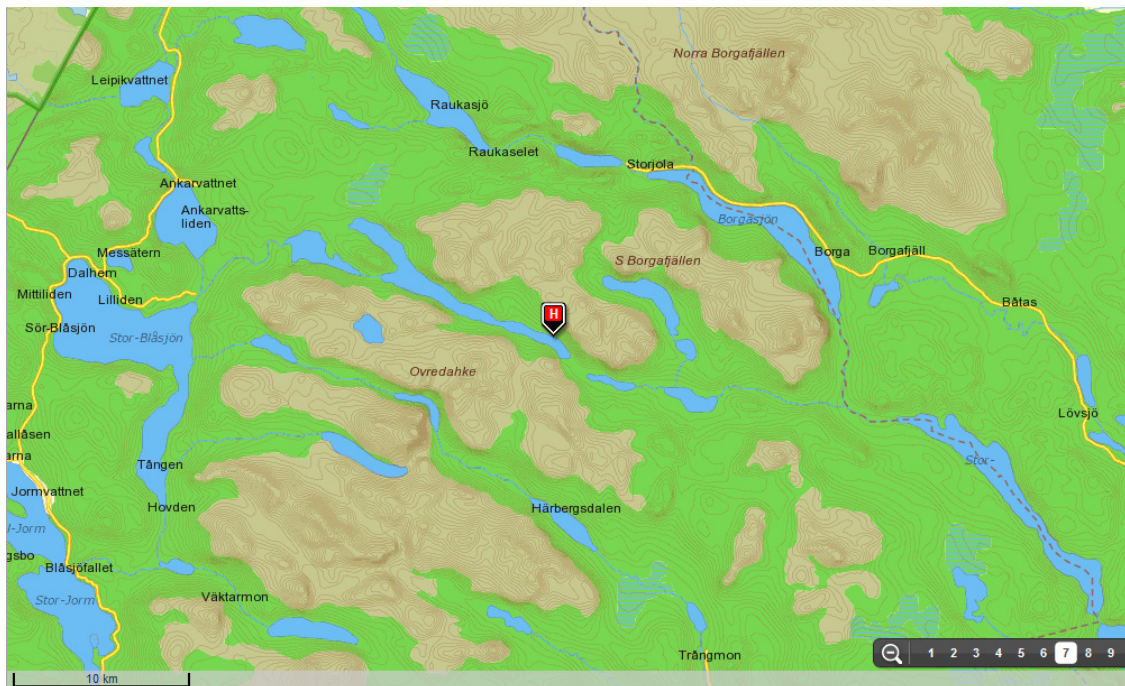 Norra Borgafjällen
Leipikvattnet
Raukasjö
Raukaselet
Storjola
Ankarvattnet
Ankarvatts-
liden
Borgasjön
Messätern
Borga
Borgafjäll
S Borgafjällen
Dalhem
Mittiliden
Lilliden
Båtas
H
Sör-Blåsjön
Stor-Blåsjön
Ovredahke
arna
Lövsjö
allåsen
arna
Tången
Stor-
Jormvattnet
Hovden
Härbergsdalen
l-Jorm
gsbo
Blåsjöfallet
Stor-Jorm
Väktarmon
Trångmon
1 2 3 4 5 6 7 8 9
10 km